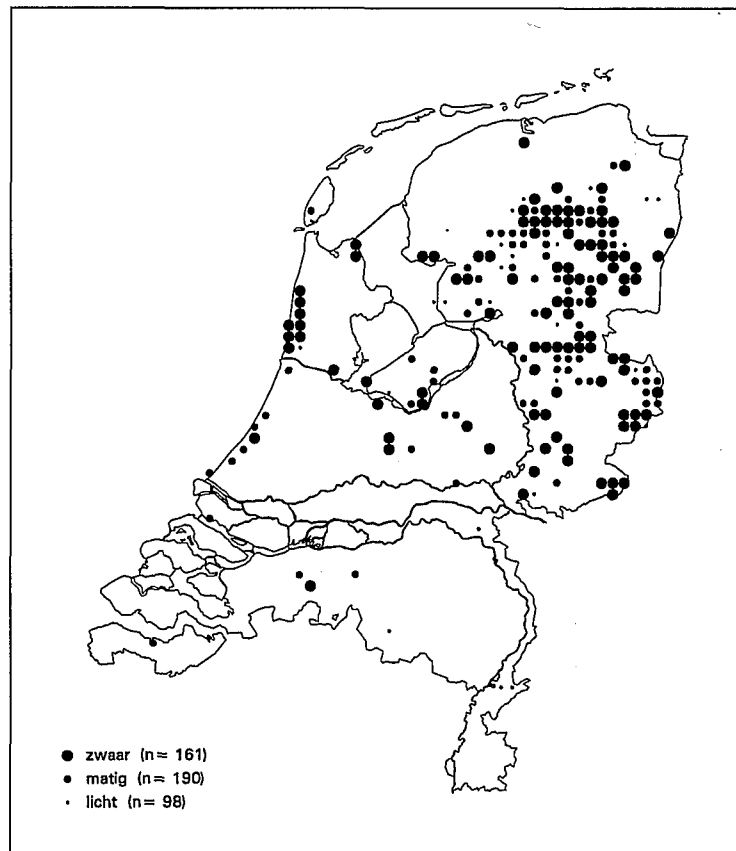 zwaar (n= 161)
matig (n= 190)
licht (n= 98)